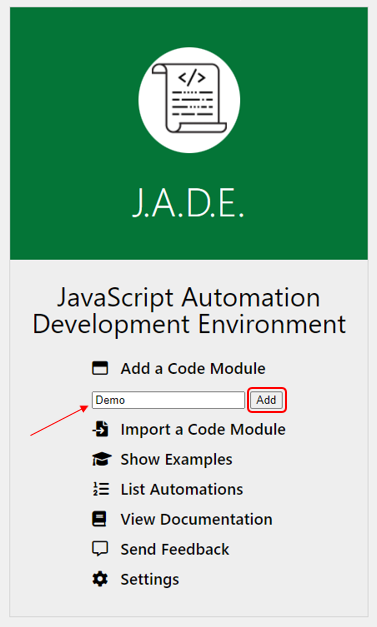 </>
J.A.D.E.
JavaScript Automation
Development Environment
Add a Code Module
Demo Add
Import a Code Module
Show Examples
List Automations
View Documentation
Send Feedback
Settings